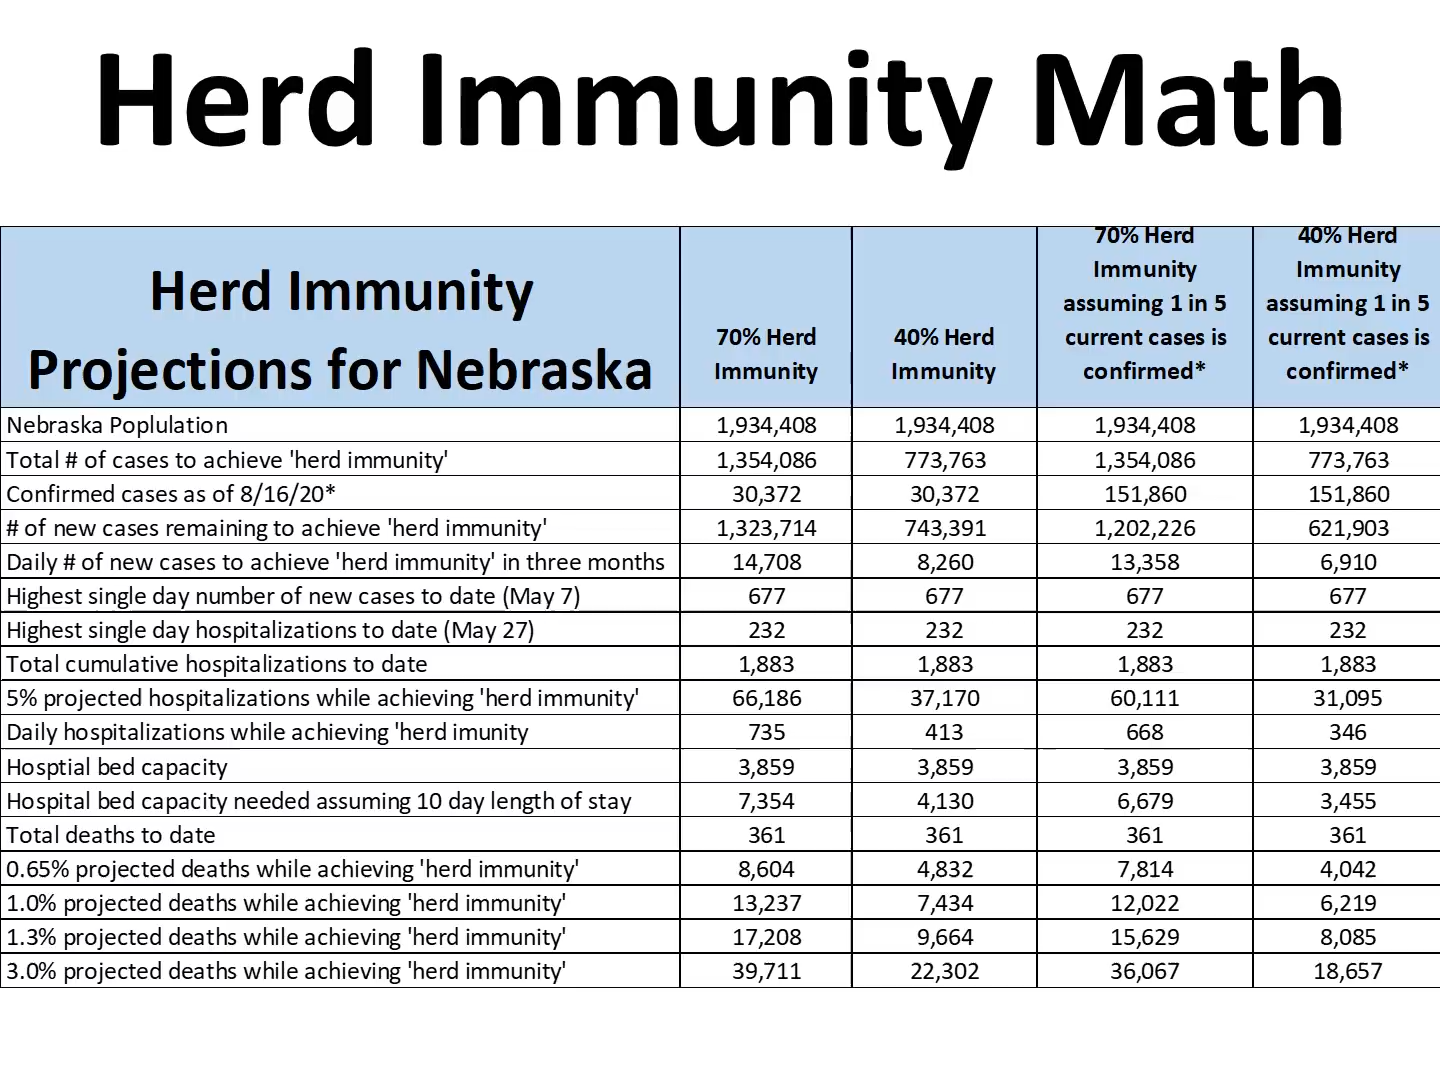 Herd Immunity Math
Herd Immunity
Projections for Nebraska
70% Herd
Immunity
40% Herd
Immunity
70% Herd
Immunity
assuming 1 in 5
current cases is
confirmed*
40% Herd
Immunity
assuming 1 in 5
current cases is
confirmed*
Nebraska Poplulation 1,934,408 1,934,408 1,934,408 1,934,408
Total # of cases to achieve 'herd immunity' 1,354,086 773,763 1,354,086 773,763
Confirmed cases as of 8/16/20* 30,372 30,372 151,860 151,860
# of new cases remaining to achieve 'herd immunity' 1,323,714 743,391 1,202,226 621,903
Daily # of new cases to achieve 'herd immunity' in three months 14,708 8,260 13,358 6,910
Highest single day number of new cases to date (May 7) 677 677 677 677
Highest single day hospitalizations to date (May 27) 232 232 232 232
Total cumulative hospitalizations to date 1,883 1,883 1,883 1,883
5% projected hospitalizations while achieving 'herd immunity' 66,186 37,170 60,111 31,095
Daily hospitalizations while achieving 'herd imunity 735 413 668 346
Hosptial bed capacity 3,859 3,859 3,859 3,859
Hospital bed capacity needed assuming 10 day length of stay 7,354 4,130 6,679 3,455
Total deaths to date 361 361 361 361
0.65% projected deaths while achieving 'herd immunity' 8,604 4,832 7,814 4,042
1.0% projected deaths while achieving 'herd immunity' 13,237 7,434 12,022 6,219
1.3% projected deaths while achieving 'herd immunity' 17,208 9,664 15,629 8,085
3.0% projected deaths while achieving 'herd immunity' 39,711 22,302 36,067 18,657